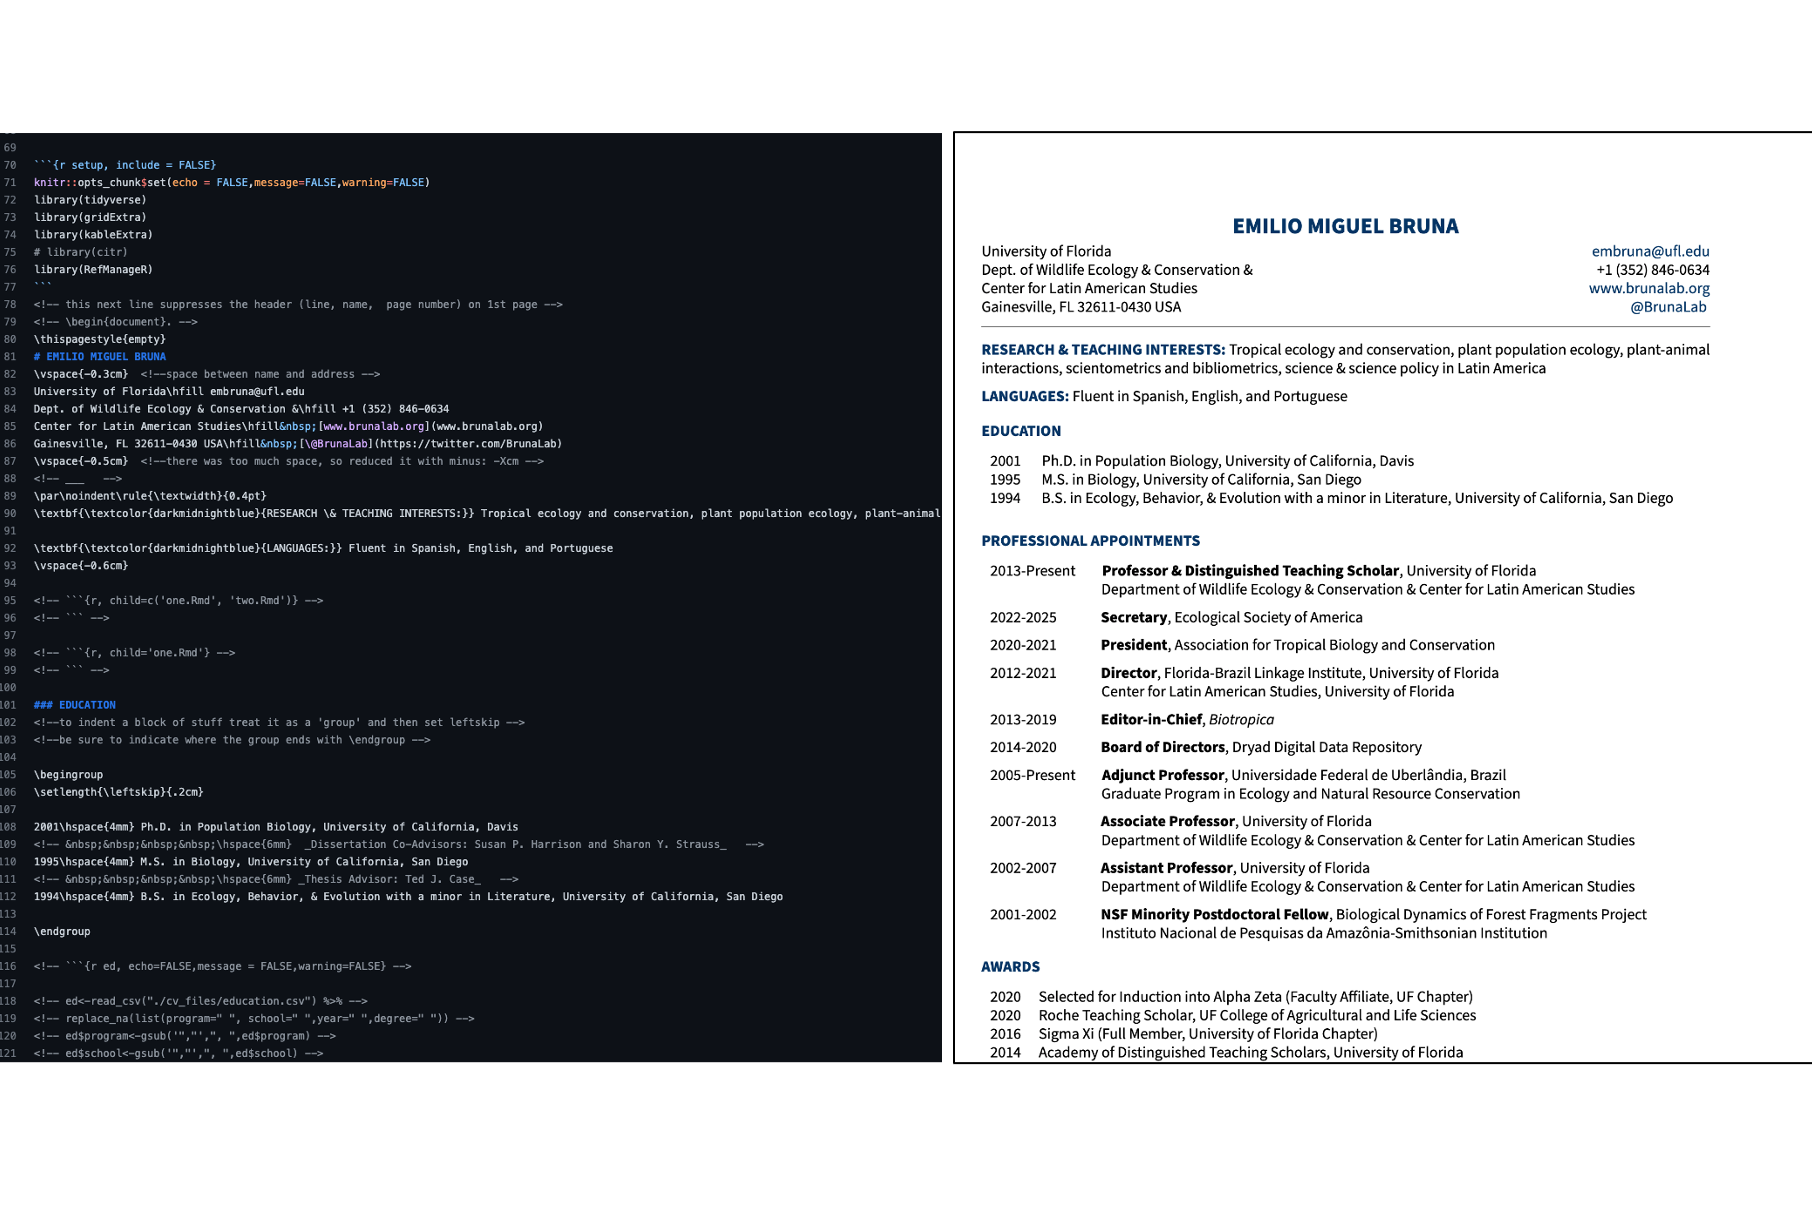 69
70 ```{r setup, include = FALSE}
71 knitr::opts_chunk$set(echo = FALSE,message=FALSE,warning=FALSE)
72 library(tidyverse)
73 library(gridExtra)
74 library(kableExtra)
75 # library(citr)
76 library(RefManageR)
77 ```
78 <!-- this next line suppresses the header (line, name,  page number) on 1st page -->
79 <!-- \begin{document}. -->
80 \thispagestyle{empty}
81 # EMILIO MIGUEL BRUNA
82 \vspace{-0.3cm}  <!--space between name and address -->
83 University of Florida\hfill embruna@ufl.edu
84 Dept. of Wildlife Ecology & Conservation &\hfill +1 (352) 846-0634
85 Center for Latin American Studies\hfill&nbsp;[www.brunalab.org](www.brunalab.org)
86 Gainesville, FL 32611-0430 USA\hfill&nbsp;[\@BrunaLab](https://twitter.com/BrunaLab)
87 \vspace{-0.5cm}  <!--there was too much space, so reduced it with minus: -Xcm -->
88 <!-- ___   -->
89 \par\noindent\rule{\textwidth}{0.4pt}
90 \textbf{\textcolor{darkmidnightblue}{RESEARCH \& TEACHING INTERESTS:}} Tropical ecology and conservation, plant population ecology, plant-animal
91
92 \textbf{\textcolor{darkmidnightblue}{LANGUAGES:}} Fluent in Spanish, English, and Portuguese
93 \vspace{-0.6cm}
94
95 <!-- ```{r, child=c('one.Rmd', 'two.Rmd')} -->
96 <!-- ``` -->
97
98 <!-- ```{r, child='one.Rmd'} -->
99 <!-- ``` -->
100
101 ### EDUCATION
102 <!--to indent a block of stuff treat it as a 'group' and then set leftskip -->
103 <!--be sure to indicate where the group ends with \endgroup -->
104
105 \begingroup
106 \setlength{\leftskip}{.2cm}
107
108 2001\hspace{4mm} Ph.D. in Population Biology, University of California, Davis
109 <!-- &nbsp;&nbsp;&nbsp;&nbsp;\hspace{6mm}  _Dissertation Co-Advisors: Susan P. Harrison and Sharon Y. Strauss_   -->
110 1995\hspace{4mm} M.S. in Biology, University of California, San Diego
111 <!-- &nbsp;&nbsp;&nbsp;&nbsp;\hspace{6mm} _Thesis Advisor: Ted J. Case_   -->
112 1994\hspace{4mm} B.S. in Ecology, Behavior, & Evolution with a minor in Literature, University of California, San Diego
113
114 \endgroup
115
116 <!-- ```{r ed, echo=FALSE,message = FALSE,warning=FALSE} -->
117
118 <!-- ed<-read_csv("./cv_files/education.csv") %>% -->
119 <!-- replace_na(list(program=" ", school=" ",year=" ",degree=" ")) -->
120 <!-- ed$program<-gsub('","',", ",ed$program) -->
121 <!-- ed$school<-gsub('","',", ",ed$school) -->
EMILIO MIGUEL BRUNA
University of Florida embruna@ufl.edu
Dept. of Wildlife Ecology & Conservation & +1 (352) 846-0634
Center for Latin American Studies www.brunalab.org
Gainesville, FL 32611-0430 USA @BrunaLab
RESEARCH & TEACHING INTERESTS: Tropical ecology and conservation, plant population ecology, plant-animal
interactions, scientometrics and bibliometrics, science & science policy in Latin America
LANGUAGES: Fluent in Spanish, English, and Portuguese
EDUCATION
2001 Ph.D. in Population Biology, University of California, Davis
1995 M.S. in Biology, University of California, San Diego
1994 B.S. in Ecology, Behavior, & Evolution with a minor in Literature, University of California, San Diego
PROFESSIONAL APPOINTMENTS
2013-Present Professor & Distinguished Teaching Scholar, University of Florida
Department of Wildlife Ecology & Conservation & Center for Latin American Studies
2022-2025 Secretary, Ecological Society of America
2020-2021 President, Association for Tropical Biology and Conservation
2012-2021 Director, Florida-Brazil Linkage Institute, University of Florida
Center for Latin American Studies, University of Florida
2013-2019 Editor-in-Chief, Biotropica
2014-2020 Board of Directors, Dryad Digital Data Repository
2005-Present Adjunct Professor, Universidade Federal de Uberlândia, Brazil
Graduate Program in Ecology and Natural Resource Conservation
2007-2013 Associate Professor, University of Florida
Department of Wildlife Ecology & Conservation & Center for Latin American Studies
2002-2007 Assistant Professor, University of Florida
Department of Wildlife Ecology & Conservation & Center for Latin American Studies
2001-2002 NSF Minority Postdoctoral Fellow, Biological Dynamics of Forest Fragments Project
Instituto Nacional de Pesquisas da Amazônia-Smithsonian Institution
AWARDS
2020 Selected for Induction into Alpha Zeta (Faculty Affiliate, UF Chapter)
2020 Roche Teaching Scholar, UF College of Agricultural and Life Sciences
2016 Sigma Xi (Full Member, University of Florida Chapter)
2014 Academy of Distinguished Teaching Scholars, University of Florida